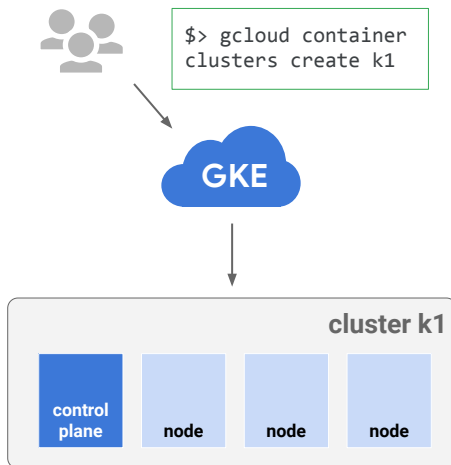 $> gcloud container
clusters create k1
GKE
cluster k1
control
plane
node
node
node